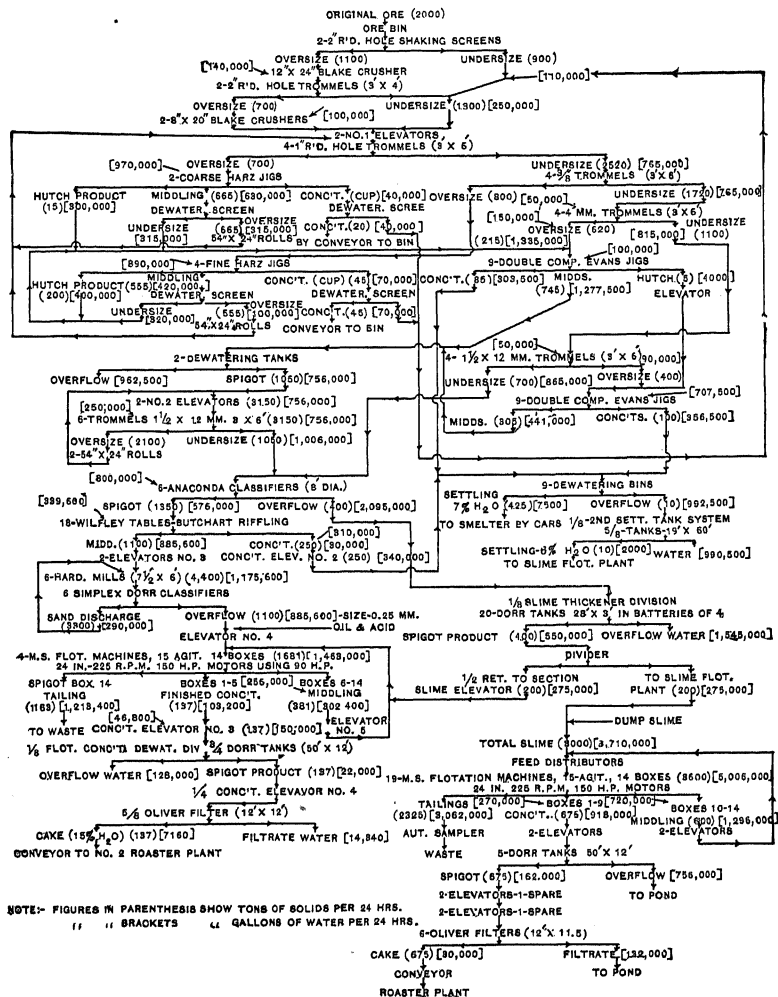 ORIGINAL ORE (2000)
ORE BIN
2-2" R'D. HOLE SHAKING SCREENS
OVERSIZE (1100) UNDERSIZE (900)
[140,000] 12" X 24" BLAKE CRUSHER [110,000]
2-2" R'D. HOLE TROMMELS (3' X 4')
OVERSIZE (700) UNDERSIZE (1300) [250,000]
2-8" X 20" BLAKE CRUSHERS [100,000]
2-NO.1 ELEVATORS
4-1" R'D. HOLE TROMMELS (3' X 6')
[970,000] OVERSIZE (700) UNDERSIZE (2520) [765,000]
2-COARSE HARZ JIGS 4-3/8" TROMMELS (3' X 6')
HUTCH PRODUCT (15) [300,000] MIDDLING (665) [630,000] CONC'T. (CUP) [40,000] OVERSIZE (800) [50,000] UNDERSIZE (1720) [765,000]
DEWATER SCREEN DEWATER. SCREE [150,000] 4-4 MM. TROMMELS (3' X 6')
UNDERSIZE [315,000] OVERSIZE (665) [315,000] CONC'T. (20) [40,000] OVERSIZE (620) UNDERSIZE [815,000] (1100)
54" X 24" ROLLS BY CONVEYOR TO BIN (215) [1,335,000] [100,000]
[890,000] 4-FINE HARZ JIGS 9-DOUBLE COMP. EVANS JIGS
HUTCH PRODUCT (200) [400,000] MIDDLING (555) [420,000] CONC'T. (CUP) (45) [70,000] CONC'T. (85) [303,500] MIDDS. (745) [1,277,500] HUTCH. (5) [4000]
DEWATER SCREEN DEWATER. SCREEN ELEVATOR
UNDERSIZE [320,000] OVERSIZE (555) [100,000] CONC'T. (45) [70,000]
54" X 24" ROLLS CONVEYOR TO BIN
[50,000]
2-DEWATERING TANKS 4-1½ X 12 MM. TROMMELS (3' X 6') [90,000]
OVERFLOW [962,500] SPIGOT (1050) [756,000] UNDERSIZE (700) [865,000] OVERSIZE (400)
[250,000] 2-NO.2 ELEVATORS (3150) [756,000] 9-DOUBLE COMP. EVANS JIGS [707,500]
6-TROMMELS 1½ X 12 MM. 3' X 6' (3150) [756,000] MIDDS. (305) [441,000] CONC'TS. (100) [356,500]
OVERSIZE (2100) UNDERSIZE (1050) [1,006,000]
2-54" X 24" ROLLS
[800,000] 5-ANACONDA CLASSIFIERS (8' DIA.) 9-DEWATERING BINS
[339,600] SPIGOT (1350) [576,000] OVERFLOW (400) [2,095,000] SETTLING 7% H₂O (425) [7500] OVERFLOW (10) [992,500]
18-WILFLEY TABLES-BUTCHART RIFFLING TO SMELTER BY CARS 1/8-2ND SETT. TANK SYSTEM
[310,000] 5/8-TANKS-19' X 60'
MIDD. (1100) [885,600] CONC'T. (250) [30,000] SETTLING-6% H₂O (10) [2000] WATER [990,500]
2-ELEVATORS NO. 3 CONC'T. ELEV. NO. 2 (250) [340,000] TO SLIME FLOT. PLANT
6-HARD. MILLS (7½' X 6') (4,400) [1,175,600]
6 SIMPLEX DORR CLASSIFIERS
1/3 SLIME THICKENER DIVISION
SAND DISCHARGE (3300) [290,000] OVERFLOW (1100) [885,600]-SIZE-0.25 MM. 20-DORR TANKS 28' X 3' IN BATTERIES OF 4
OIL & ACID SPIGOT PRODUCT (400) [550,000] OVERFLOW WATER [1,545,000]
ELEVATOR NO. 4
4-M.S. FLOT. MACHINES, 15 AGIT. 14 BOXES (1681) [1,463,000] DIVIDER
24 IN.-225 R.P.M. 150 H.P. MOTORS USING 90 H.P.
SPIGOT BOX 14 BOXES 1-5 [256,000] BOXES 6-14 1/2 RET. TO SECTION TO SLIME FLOT.
TAILING FINISHED CONC'T. MIDDLING SLIME ELEVATOR (200) [275,000] PLANT (200) [275,000]
(1163) [1,213,400] (137) [103,200] (381) [302,400]
[46,800] DUMP SLIME
TO WASTE CONC'T. ELEVATOR NO. 3 (137) [150,000] ELEVATOR NO. 5
1/8 FLOT. CONC'TN DEWAT. DIV 3/4 DORR TANKS (50' X 12') TOTAL SLIME (3000) [3,710,000]
FEED DISTRIBUTORS
OVERFLOW WATER [128,000] SPIGOT PRODUCT (137) [22,000] 19-M.S. FLOTATION MACHINES, 15-AGIT., 14 BOXES (3600) [5,006,000]
1/4 CONC'T. ELEVAYOR NO. 4 24 IN. 225 R.P.M. 150 H.P. MOTORS
5/8 OLIVER FILTER (12' X 12') TAILINGS [270,000] BOXES 1-9 [720,000] BOXES 10-14
(2325) [3,062,000] CONC'T. (675) [918,000] MIDDLING (600) [1,296,000]
CAKE (15% H₂O) (137) [7160] FILTRATE WATER [14,840] AUT. SAMPLER 2-ELEVATORS 2-ELEVATORS
CONVEYOR TO NO. 2 ROASTER PLANT WASTE 5-DORR TANKS 50' X 12'
SPIGOT (675) [162.000] OVERFLOW [756,000]
2-ELEVATORS-1-SPARE TO POND
NOTE:- FIGURES IN PARENTHESIS SHOW TONS OF SOLIDS PER 24 HRS.
" " BRACKETS " GALLONS OF WATER PER 24 HRS.
2-ELEVATORS-1-SPARE
6-OLIVER FILTERS (12' X 11.5)
CAKE (675) [30,000] FILTRATE [132,000]
CONVEYOR TO POND
ROASTER PLANT